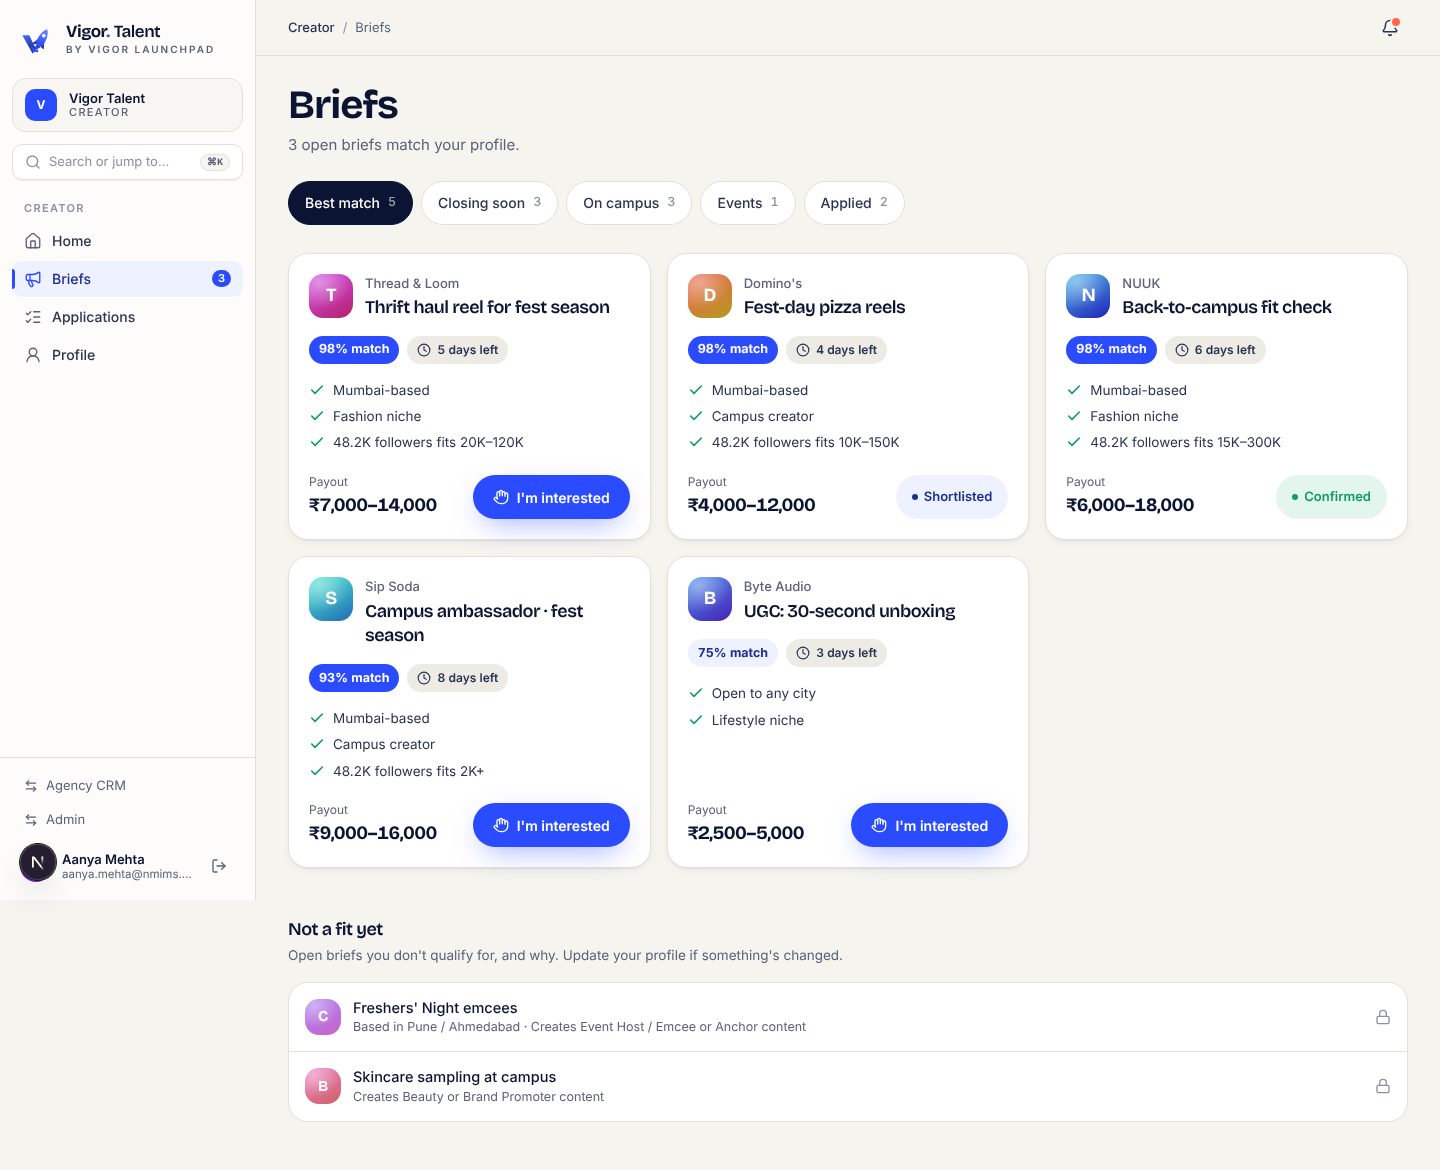 Vigor. Talent
BY VIGOR LAUNCHPAD
V
Vigor Talent
CREATOR
Search or jump to...
⌘K
CREATOR
Home
Briefs
3
Applications
Profile
Agency CRM
Admin
N
Aanya Mehta
aanya.mehta@nmims....
Creator / Briefs
Briefs
3 open briefs match your profile.
Best match 5
Closing soon 3
On campus 3
Events 1
Applied 2
T
Thread & Loom
Thrift haul reel for fest season
98% match
5 days left
Mumbai-based
Fashion niche
48.2K followers fits 20K–120K
Payout
₹7,000–14,000
I'm interested
D
Domino's
Fest-day pizza reels
98% match
4 days left
Mumbai-based
Campus creator
48.2K followers fits 10K–150K
Payout
₹4,000–12,000
Shortlisted
N
NUUK
Back-to-campus fit check
98% match
6 days left
Mumbai-based
Fashion niche
48.2K followers fits 15K–300K
Payout
₹6,000–18,000
Confirmed
S
Sip Soda
Campus ambassador · fest
season
93% match
8 days left
Mumbai-based
Campus creator
48.2K followers fits 2K+
Payout
₹9,000–16,000
I'm interested
B
Byte Audio
UGC: 30-second unboxing
75% match
3 days left
Open to any city
Lifestyle niche
Payout
₹2,500–5,000
I'm interested
Not a fit yet
Open briefs you don't qualify for, and why. Update your profile if something's changed.
C
Freshers' Night emcees
Based in Pune / Ahmedabad · Creates Event Host / Emcee or Anchor content
B
Skincare sampling at campus
Creates Beauty or Brand Promoter content